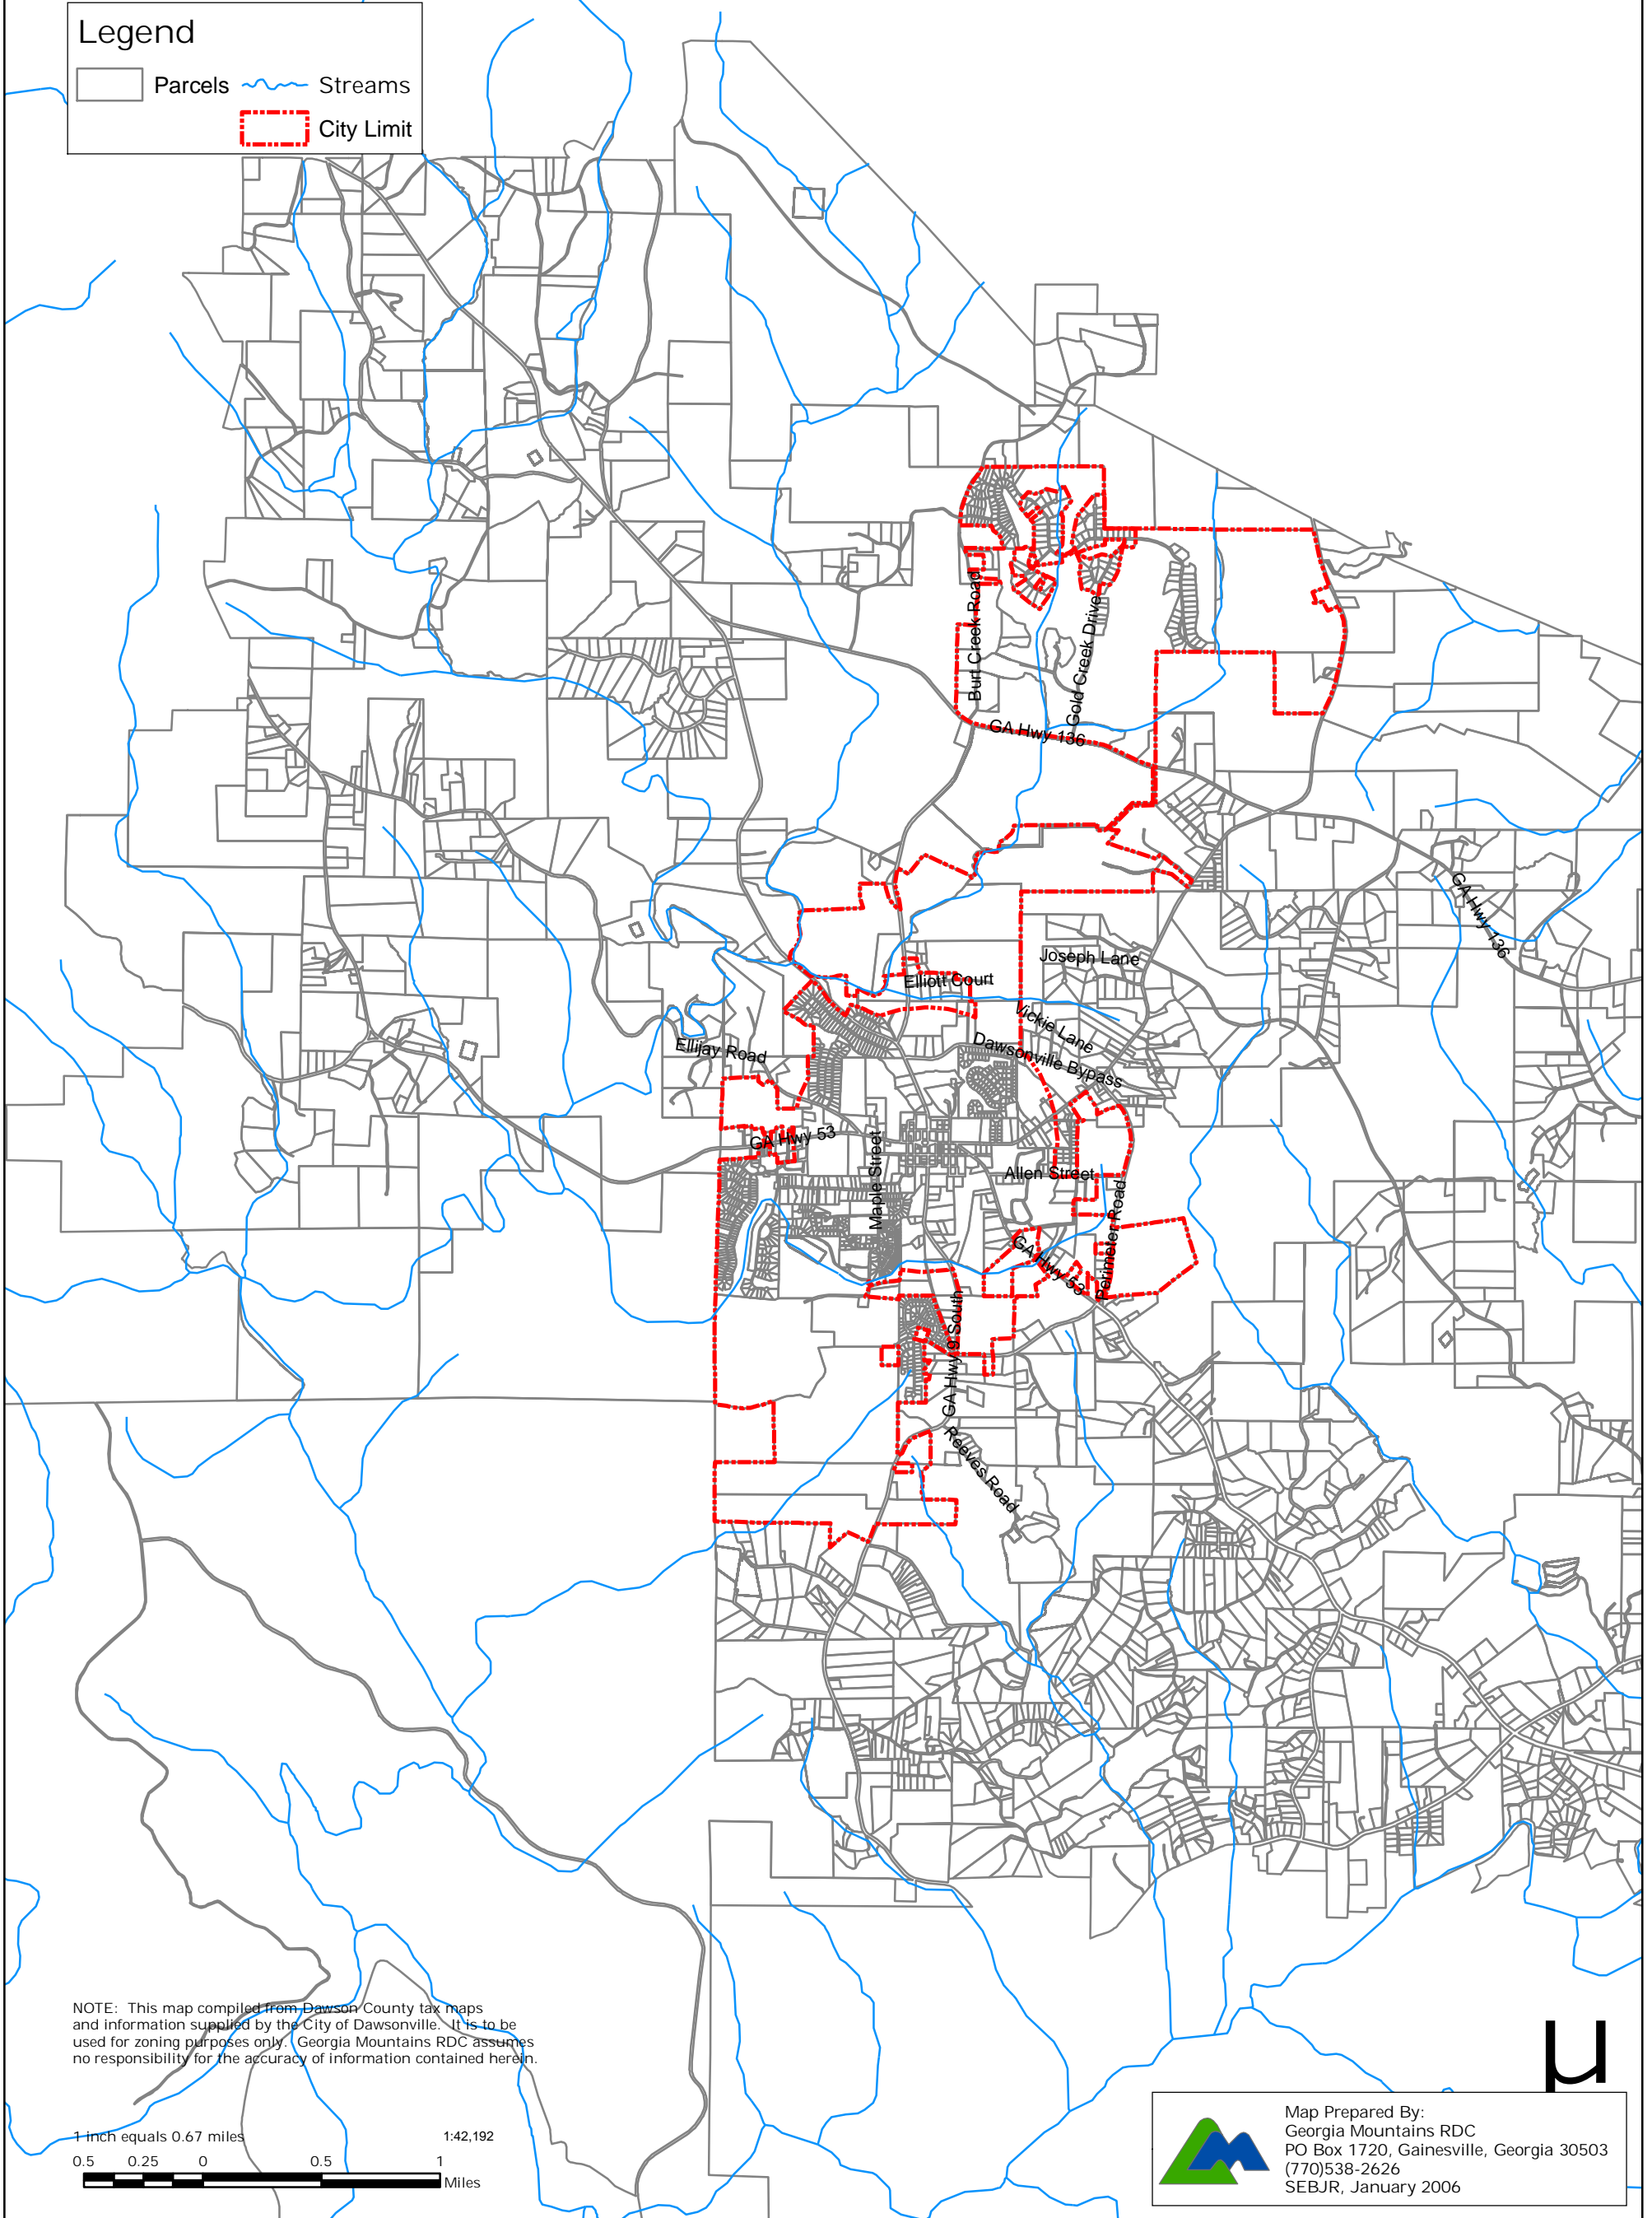 Legend
Parcels
Streams
City Limit
Burt Creek Road
Gold Creek Drive
GA Hwy 136
GA Hwy 136
Joseph Lane
Elliott Court
Vickie Lane
Dawsonville Bypass
Ellijay Road
GA Hwy 53
Maple Street
Allen Street
Perimeter Road
GA Hwy 53
GA Hwy 9 South
Reeves Road
NOTE: This map compiled from Dawson County tax maps
and information supplied by the City of Dawsonville. It is to be
used for zoning purposes only. Georgia Mountains RDC assumes
no responsibility for the accuracy of information contained herein.
1 inch equals 0.67 miles 1:42,192
0.5 0.25 0 0.5 1
Miles
µ
Map Prepared By:
Georgia Mountains RDC
PO Box 1720, Gainesville, Georgia 30503
(770)538-2626
SEBJR, January 2006